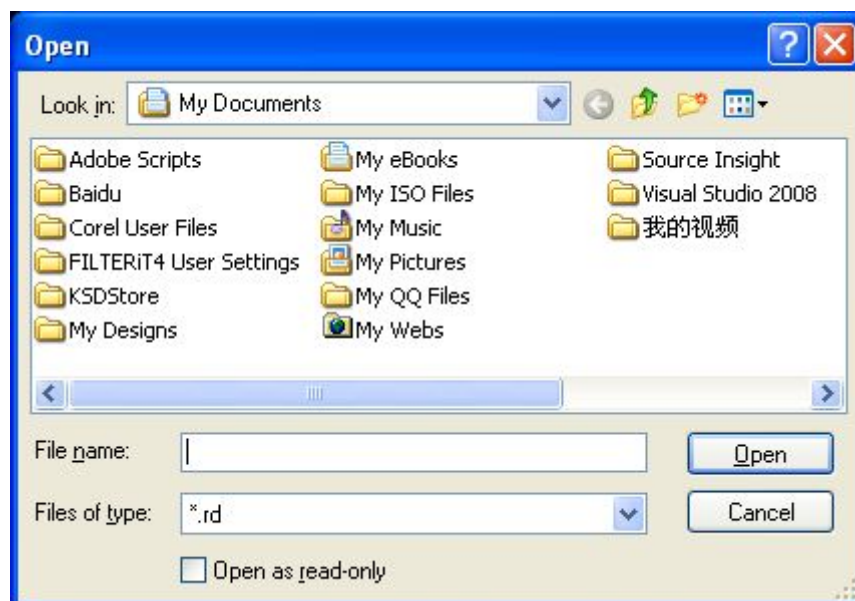 Open
Look in: My Documents
Adobe Scripts
Baidu
Corel User Files
FILTERiT4 User Settings
KSDStore
My Designs
My eBooks
My ISO Files
My Music
My Pictures
My QQ Files
My Webs
Source Insight
Visual Studio 2008
我的视频
File name:
Open
Files of type: *.rd
Cancel
Open as read-only